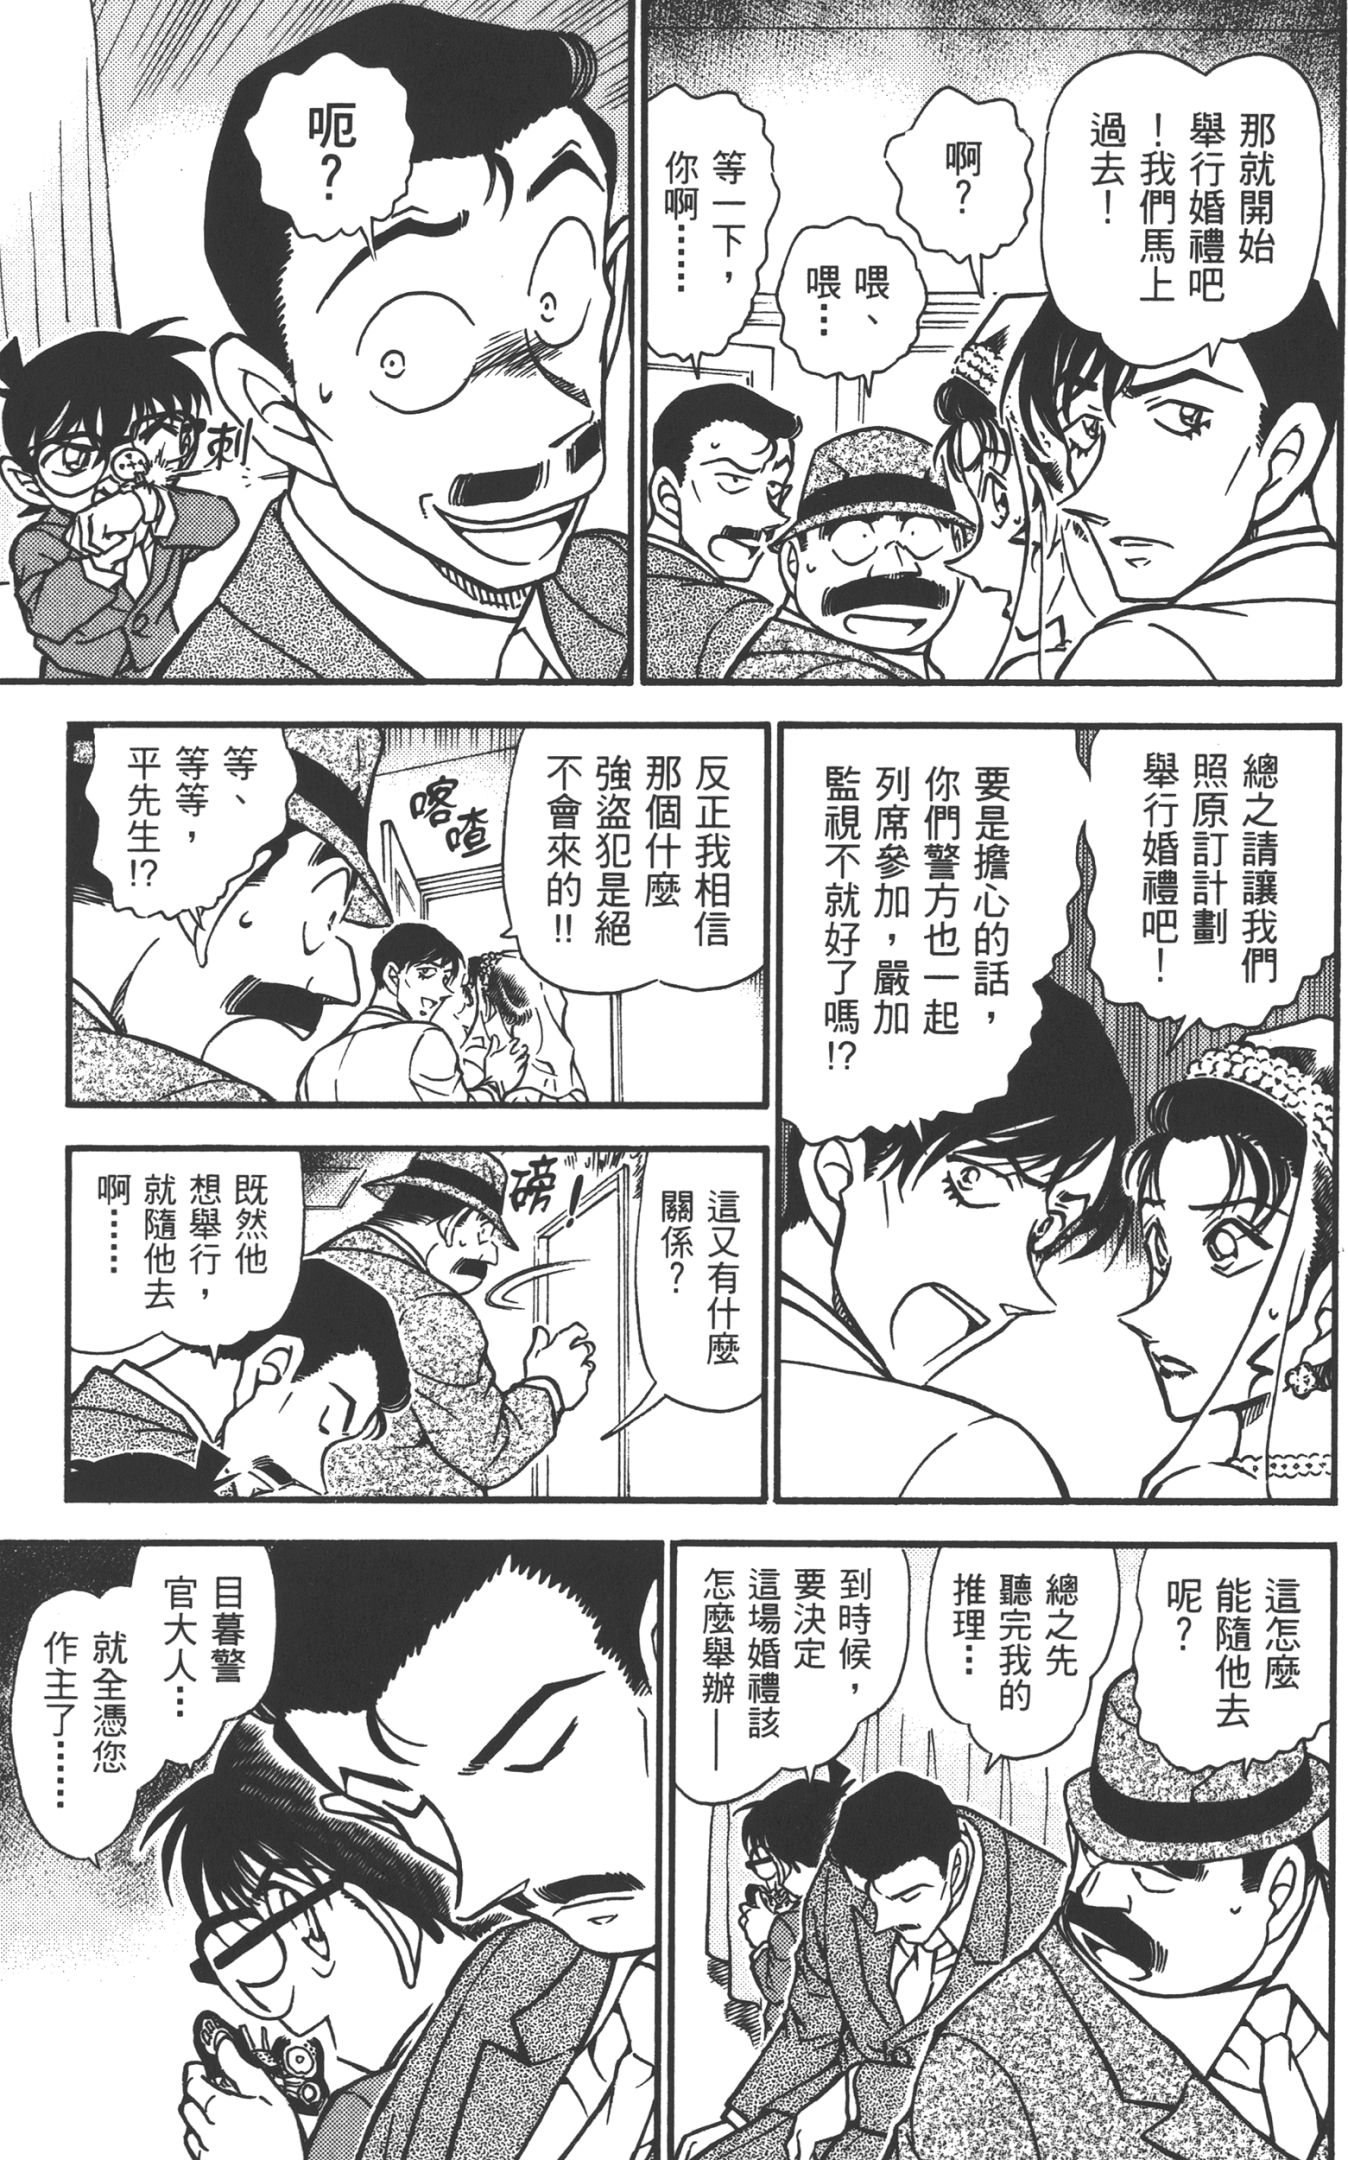 那就開始
舉行婚禮吧
！我們馬上
過去！
啊？
喂、
喂…
等一下，
你啊……
呃？
刺
總之請讓我們
照原訂計劃
舉行婚禮吧！
要是擔心的話，
你們警方也一起
列席參加，嚴加
監視不就好了嗎!?
反正我相信
那個什麼
強盜犯是絕
不會來的!!
喀喳
等、
等等，
平先生!?
這又有什麼
關係？
磅！
既然他
想舉行，
就隨他去
啊……
這怎麼
能隨他去
呢？
總之先
聽完我的
推理…
到時候，
要決定
這場婚禮該
怎麼舉辦——
目暮警
官大人…
就全憑您
作主了……